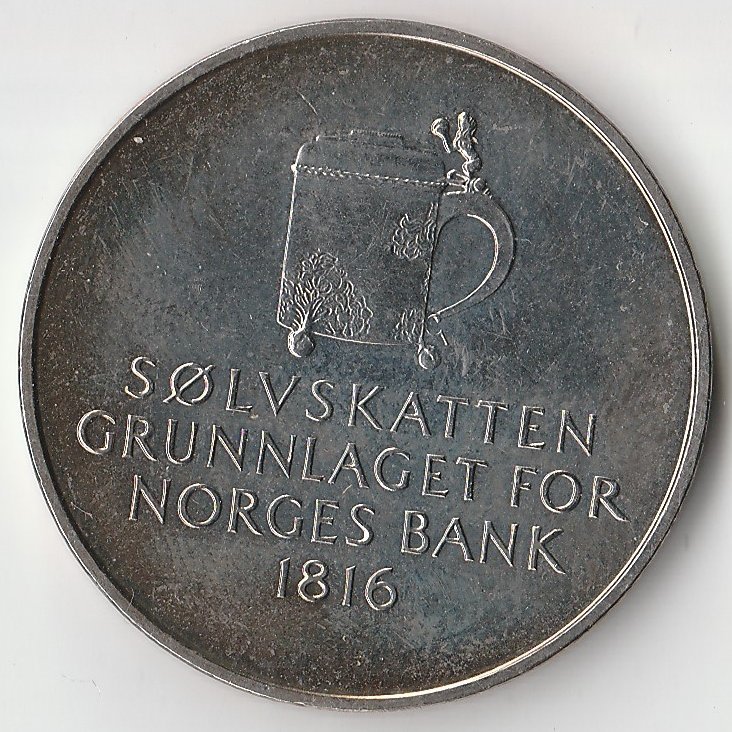 SØLVSKATTEN
GRUNNLAGET FOR
NORGES BANK
1816